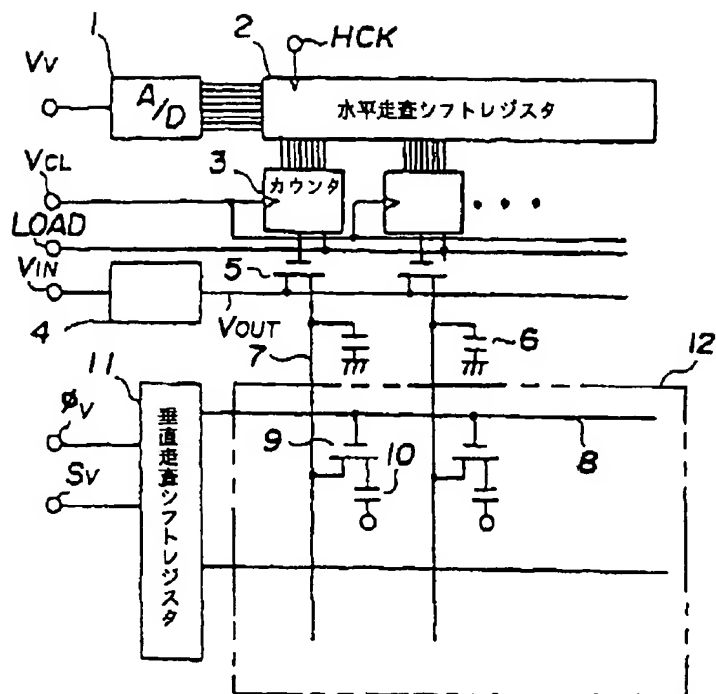 1
2
HCK
Vv
A/D
水平走査シフトレジスタ
VCL
3
カウンタ
• • •
LOAD
VIN
5
4
VOUT
7
6
12
11
φv
Sv
垂直走査シフトレジスタ
9
10
8